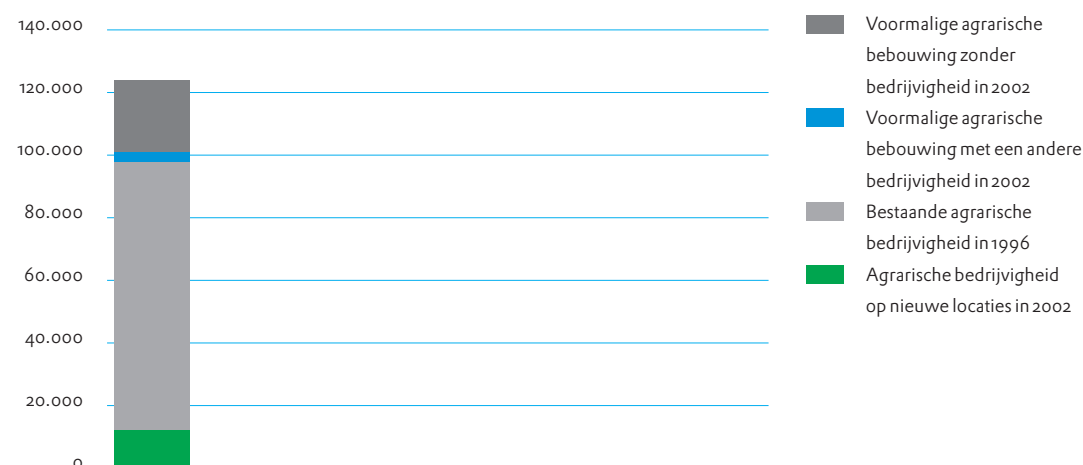 140.000
120.000
100.000
80.000
60.000
40.000
20.000
0
Voormalige agrarische
bebouwing zonder
bedrijvigheid in 2002
Voormalige agrarische
bebouwing met een andere
bedrijvigheid in 2002
Bestaande agrarische
bedrijvigheid in 1996
Agrarische bedrijvigheid
op nieuwe locaties in 2002